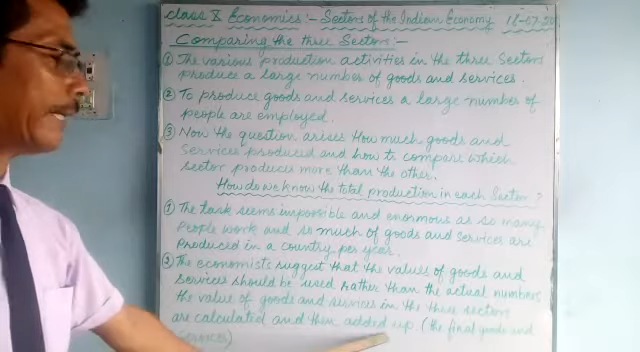 Class X Economics:- Sectors of the Indian Economy 18-07-20
Comparing the three Sectors:-
① The various production activities in the three Sectors
produce a large number of goods and services.
② To produce goods and services a large number of
people are employed.
③ Now the question arises How much goods and
services produced and how to compare which
sector produces more than the other.
How do we know the total production in each Sector?
① The task seems impossible and enormous as so many
people work and so much of goods and services are
produced in a country per year.
② The economists suggest that the values of goods and
services should be used rather than the actual numbers
the value of goods and services in the three sectors
are calculated and then added up. (the final goods and
services)